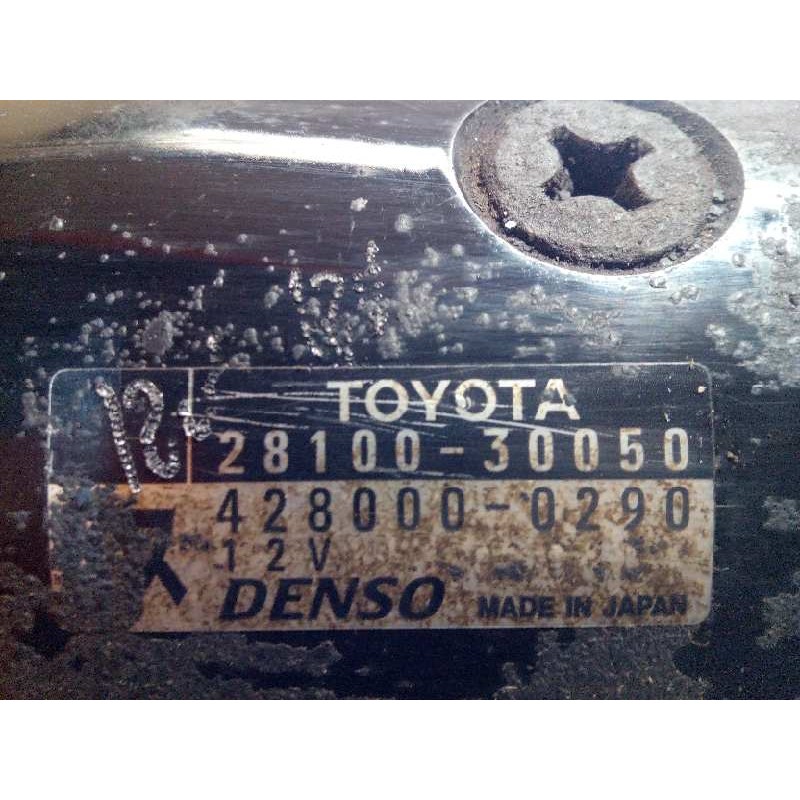 TOYOTA
28100-30050
428000-0290
12V
DENSO MADE IN JAPAN